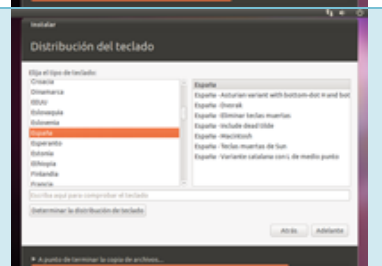 Instalar
Distribución del teclado
Elija el tipo de teclado:
Croacia
Dinamarca
EEUU
Eslovaquia
Eslovenia
España
Esperanto
Estonia
Ethiopia
Finlandia
Francia
España
España - Asturian variant with bottom-dot H and bot
España - Dvorak
España - Eliminar teclas muertas
España - Include dead tilde
España - Macintosh
España - Teclas muertas de Sun
España - Variante catalana con L de medio punto
Escriba aquí para comprobar el teclado
Determinar la distribución de teclado
Atrás
Adelante
A punto de terminar la copia de archivos...